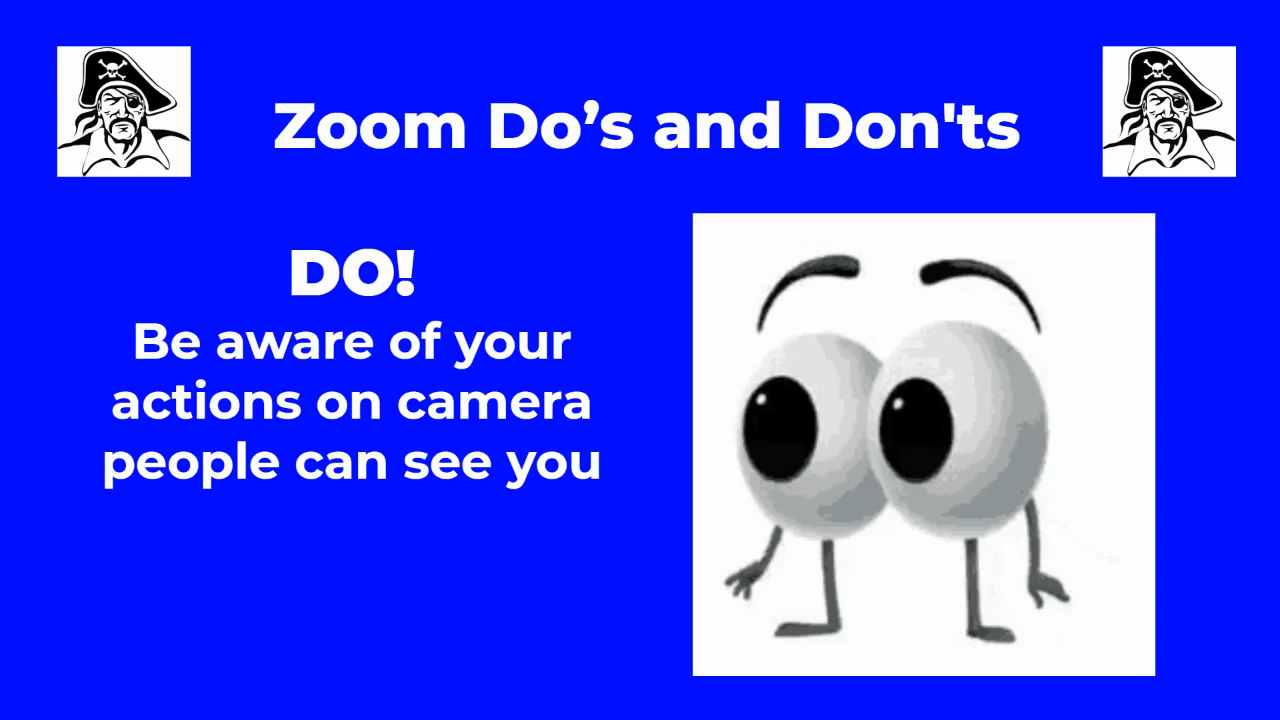 Zoom Do’s and Don'ts
DO!
Be aware of your
actions on camera
people can see you